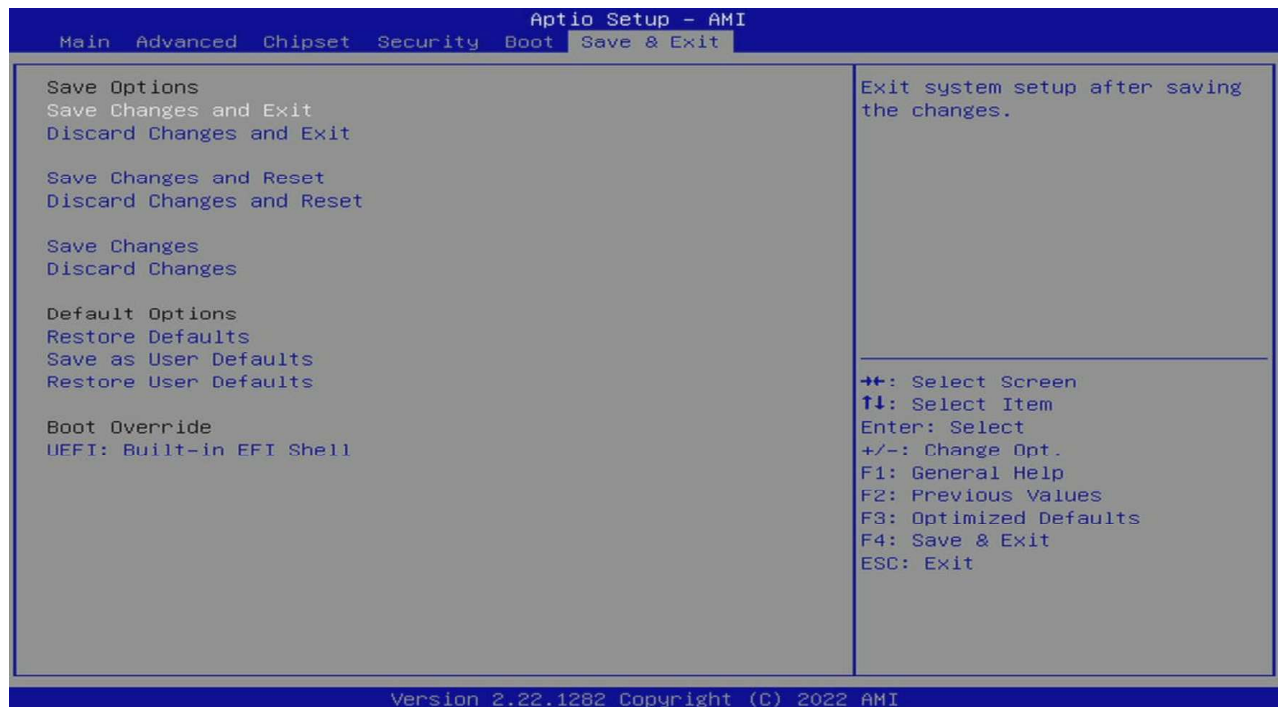 Aptio Setup – AMI
Main Advanced Chipset Security Boot Save & Exit
Save Options
Save Changes and Exit
Discard Changes and Exit
Save Changes and Reset
Discard Changes and Reset
Save Changes
Discard Changes
Default Options
Restore Defaults
Save as User Defaults
Restore User Defaults
Boot Override
UEFI: Built-in EFI Shell
Exit system setup after saving
the changes.
→←: Select Screen
↑↓: Select Item
Enter: Select
+/-: Change Opt.
F1: General Help
F2: Previous Values
F3: Optimized Defaults
F4: Save & Exit
ESC: Exit
Version 2.22.1282 Copyright (C) 2022 AMI